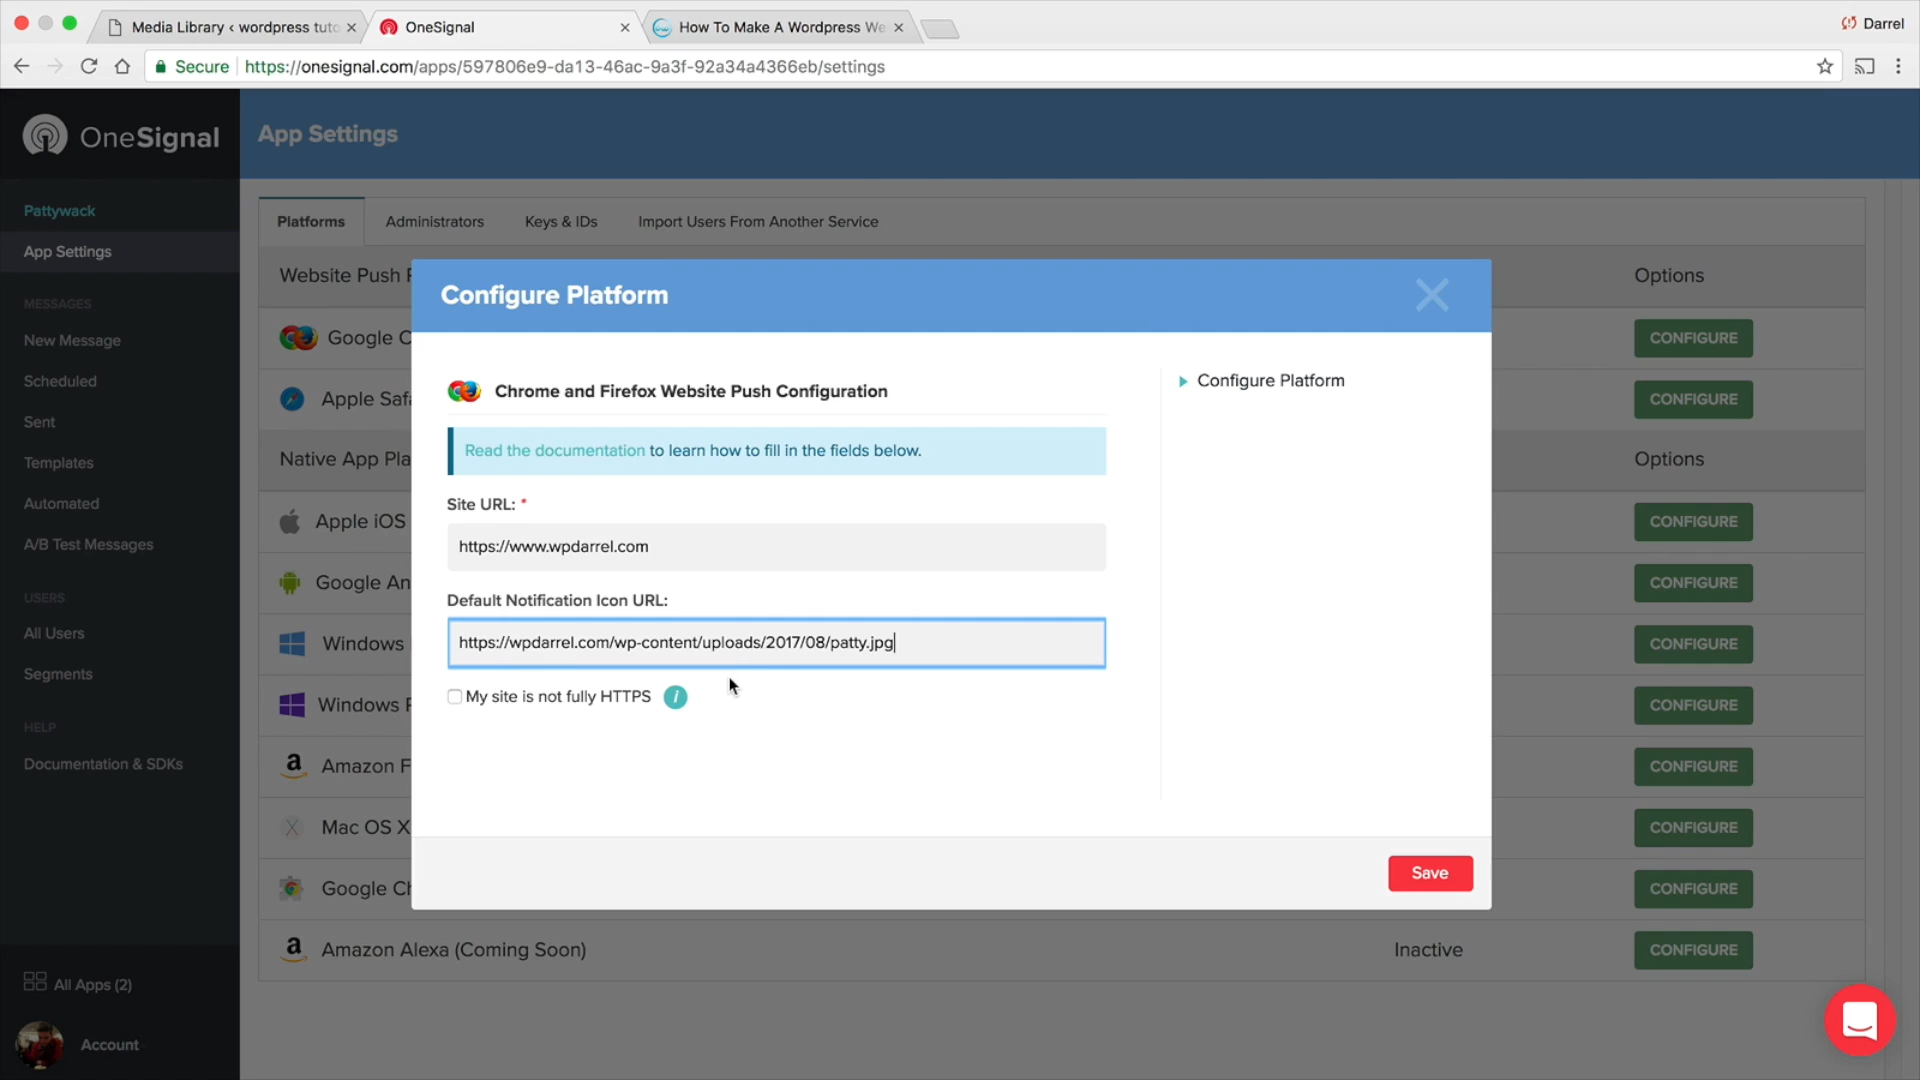 Media Library ‹ wordpress tuto
OneSignal
How To Make A Wordpress We
Darrel
Secure
https://onesignal.com/apps/597806e9-da13-46ac-9a3f-92a34a4366eb/settings
OneSignal
App Settings
Pattywack
App Settings
MESSAGES
New Message
Scheduled
Sent
Templates
Automated
A/B Test Messages
USERS
All Users
Segments
HELP
Documentation & SDKs
All Apps (2)
Account
Platforms
Administrators
Keys & IDs
Import Users From Another Service
Website Push
Options
Google C
CONFIGURE
Apple Saf
CONFIGURE
Native App Pla
Options
Apple iOS
CONFIGURE
Google An
CONFIGURE
Windows
CONFIGURE
Windows P
CONFIGURE
Amazon F
CONFIGURE
Mac OS X
CONFIGURE
Google Ch
CONFIGURE
Amazon Alexa (Coming Soon)
Inactive
CONFIGURE
Configure Platform
Chrome and Firefox Website Push Configuration
Read the documentation to learn how to fill in the fields below.
Site URL: *
https://www.wpdarrel.com
Default Notification Icon URL:
https://wpdarrel.com/wp-content/uploads/2017/08/patty.jpg
My site is not fully HTTPS
i
Configure Platform
Save